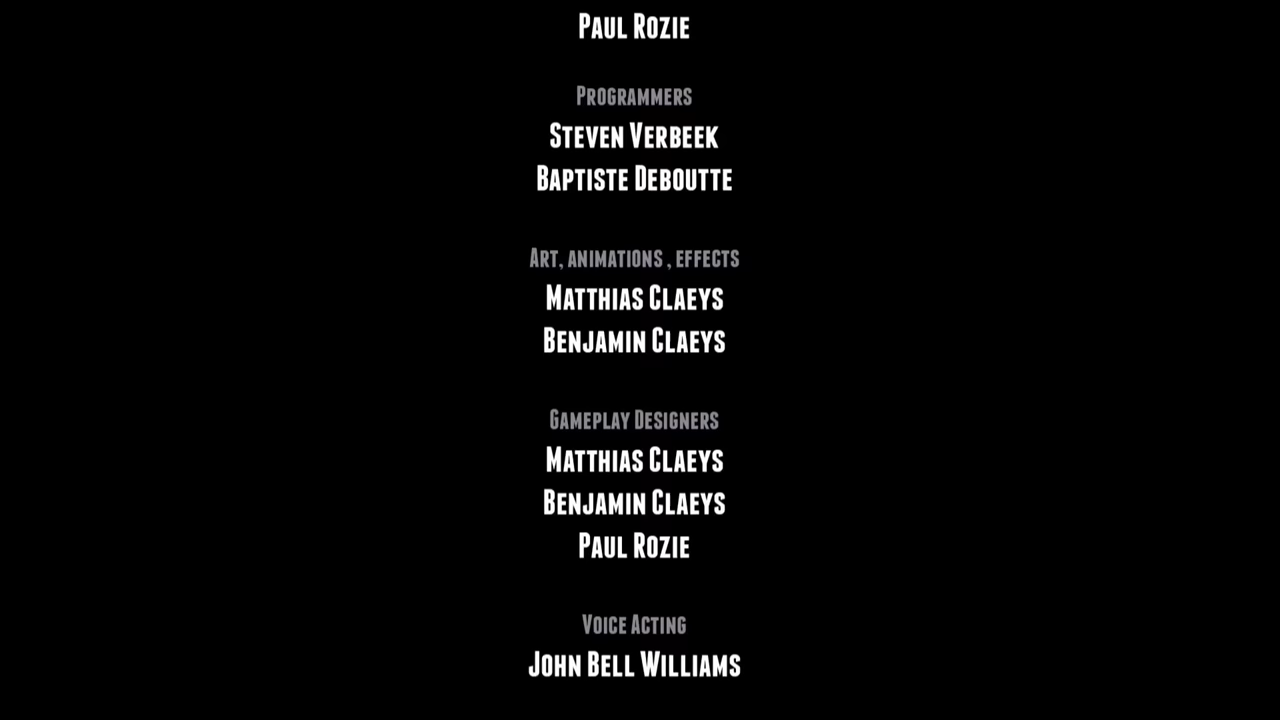 Paul Rozie
Programmers
Steven Verbeek
Baptiste Deboutte
Art, animations , effects
Matthias Claeys
Benjamin Claeys
Gameplay Designers
Matthias Claeys
Benjamin Claeys
Paul Rozie
Voice Acting
John Bell Williams